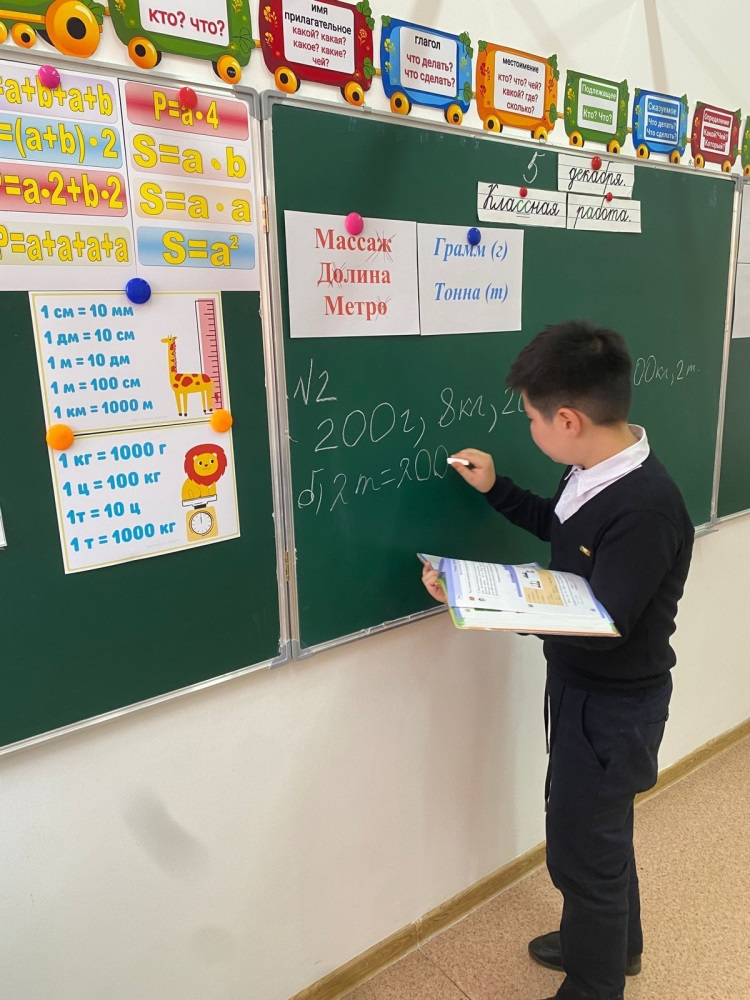 кто? что?
имя
прилагательное
какой? какая?
какое? какие?
чей?
глагол
что делать?
что сделать?
местоимение
кто? что? чей?
какой? где?
сколько?
Подлежащее
Кто? Что?
Сказуемое
Что делать?
Что сделать?
Определение
Какой? Чей?
Который?
=a+b+a+b
=(a+b)·2
P=a·2+b·2
P=a+a+a+a
P=a·4
S=a·b
S=a·a
S=a²
1 см = 10 мм
1 дм = 10 см
1 м = 10 дм
1 м = 100 см
1 км = 1000 м
1 кг = 1000 г
1 ц = 100 кг
1т = 10 ц
1 т = 1000 кг
5
декабря.
Классная
работа.
Массаж
Долина
Метро
Грамм (г)
Тонна (т)
№2
200г, 8кг, 2
00кг, 2т.
б) 2т=200